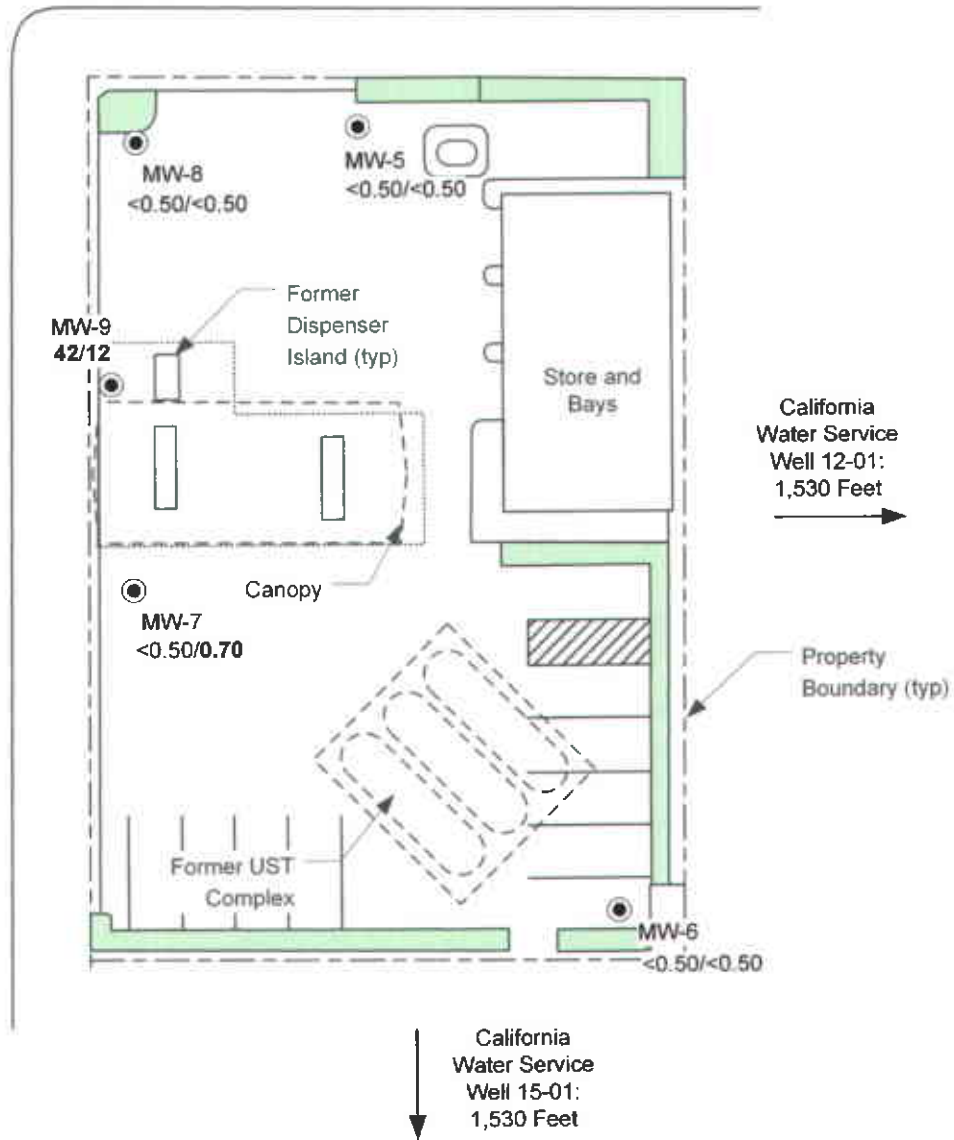 MW-8
<0.50/<0.50
MW-5
<0.50/<0.50
Former
Dispenser
Island (typ)
MW-9
42/12
Store and
Bays
California
Water Service
Well 12-01:
1,530 Feet
Canopy
MW-7
<0.50/0.70
Property
Boundary (typ)
Former UST
Complex
MW-6
<0.50/<0.50
California
Water Service
Well 15-01:
1,530 Feet